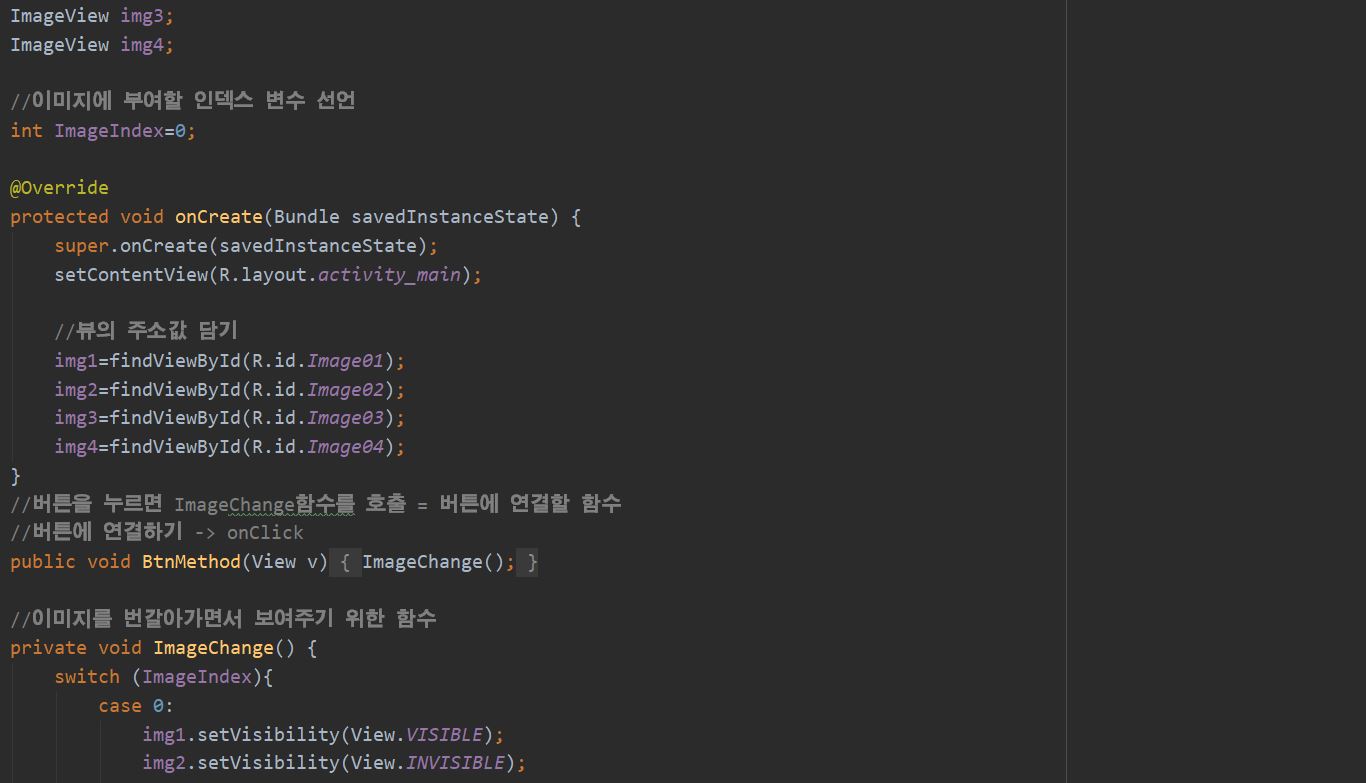 ImageView img3;
ImageView img4;
//이미지에 부여할 인덱스 변수 선언
int ImageIndex=0;
@Override
protected void onCreate(Bundle savedInstanceState) {
super.onCreate(savedInstanceState);
setContentView(R.layout.activity_main);
//뷰의 주소값 담기
img1=findViewById(R.id.Image01);
img2=findViewById(R.id.Image02);
img3=findViewById(R.id.Image03);
img4=findViewById(R.id.Image04);
}
//버튼을 누르면 ImageChange함수를 호출 = 버튼에 연결할 함수
//버튼에 연결하기 -> onClick
public void BtnMethod(View v) { ImageChange(); }
//이미지를 번갈아가면서 보여주기 위한 함수
private void ImageChange() {
switch (ImageIndex){
case 0:
img1.setVisibility(View.VISIBLE);
img2.setVisibility(View.INVISIBLE);